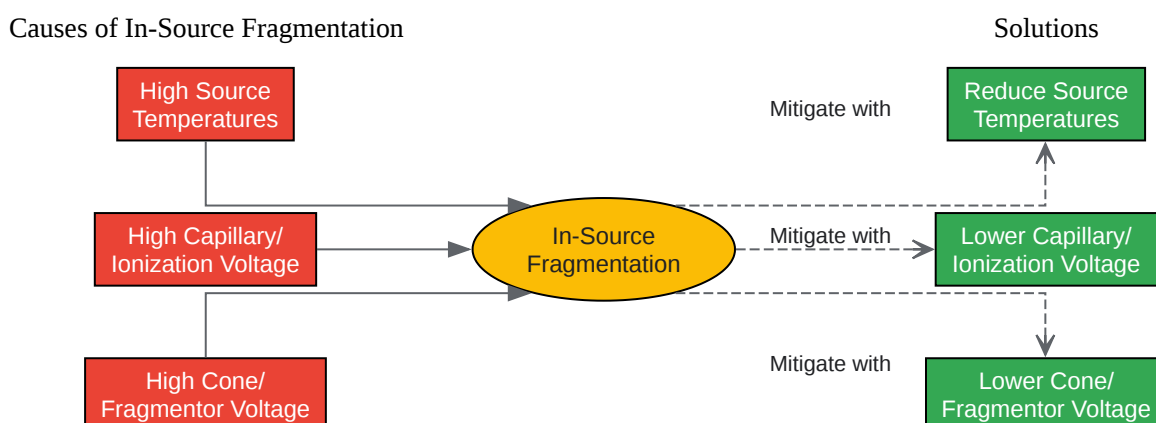 Causes of In-Source Fragmentation
Solutions
High Source
Temperatures
Mitigate with
Reduce Source
Temperatures
High Capillary/
Ionization Voltage
In-Source
Fragmentation
Mitigate with
Lower Capillary/
Ionization Voltage
High Cone/
Fragmentor Voltage
Mitigate with
Lower Cone/
Fragmentor Voltage